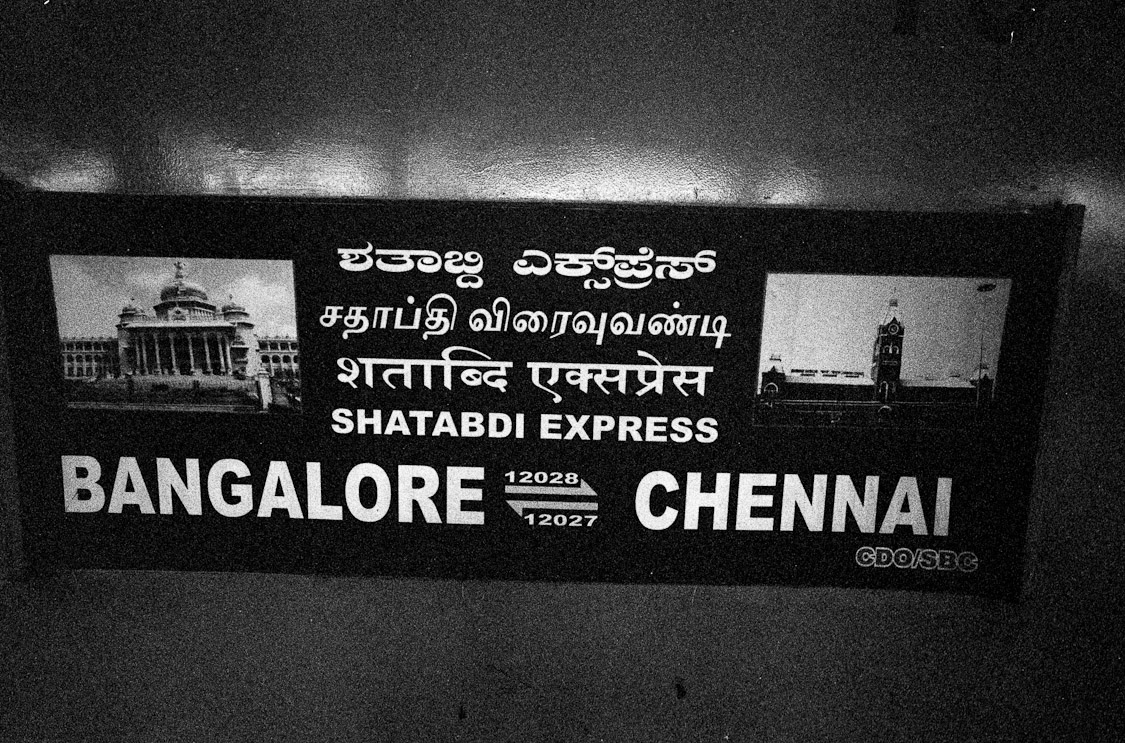 ಶತಾಬ್ದಿ ಎಕ್ಸ್‌ಪ್ರೆಸ್
சதாப்தி விரைவுவண்டி
शताब्दि एक्सप्रेस
SHATABDI EXPRESS
BANGALORE 12028 12027 CHENNAI
CDO/SBC